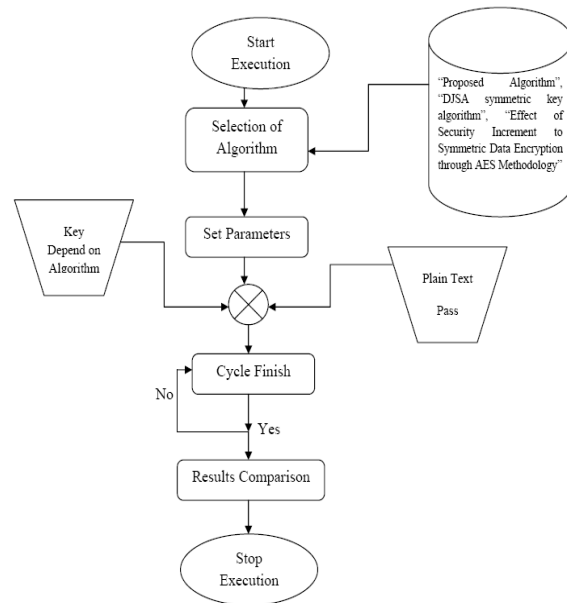 Start
Execution
“Proposed Algorithm”,
“DJSA symmetric key
algorithm”, “Effect of
Security Increment to
Symmetric Data Encryption
through AES Methodology”
Selection of
Algorithm
Key
Depend on
Algorithm
Set Parameters
Plain Text
Pass
Cycle Finish
No
Yes
Results Comparison
Stop
Execution